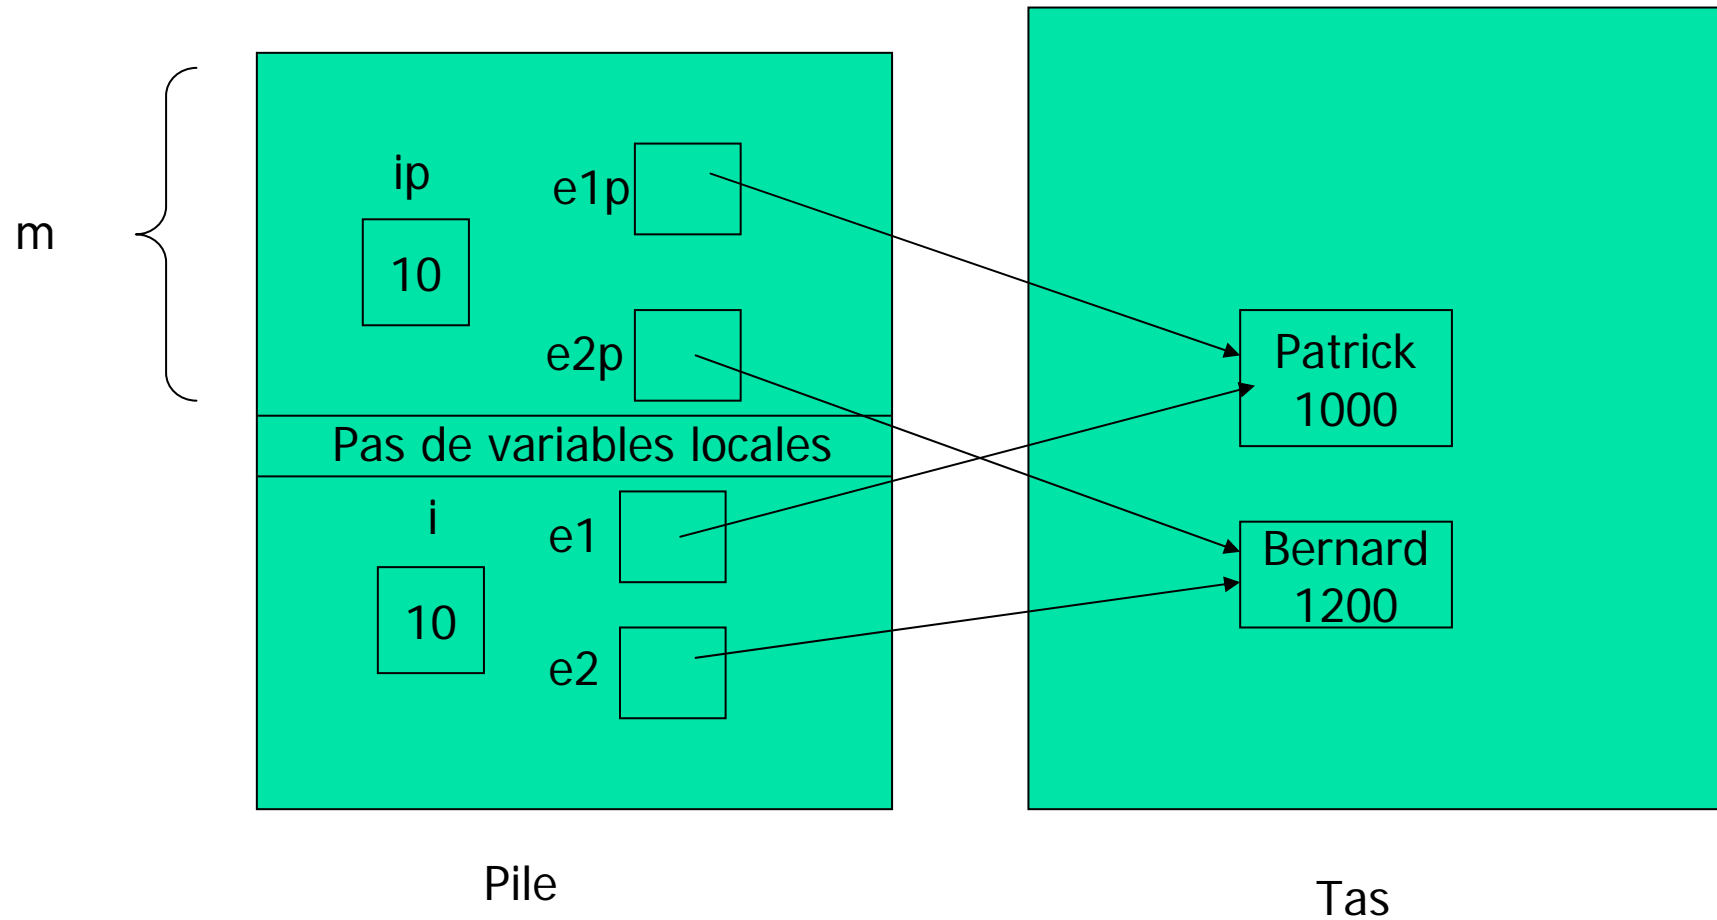 m
ip
10
e1p
e2p
Pas de variables locales
i
10
e1
e2
Patrick
1000
Bernard
1200
Pile
Tas